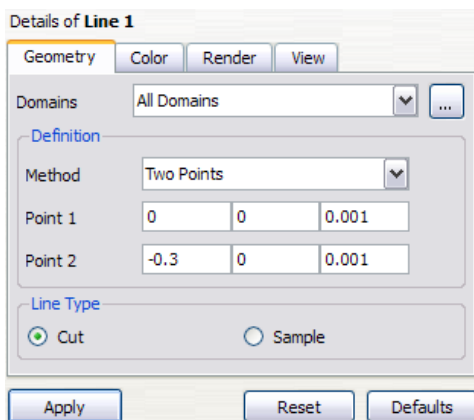 Details of Line 1
Geometry Color Render View
Domains All Domains ...
Definition
Method Two Points
Point 1 0 0 0.001
Point 2 -0.3 0 0.001
Line Type
Cut Sample
Apply Reset Defaults